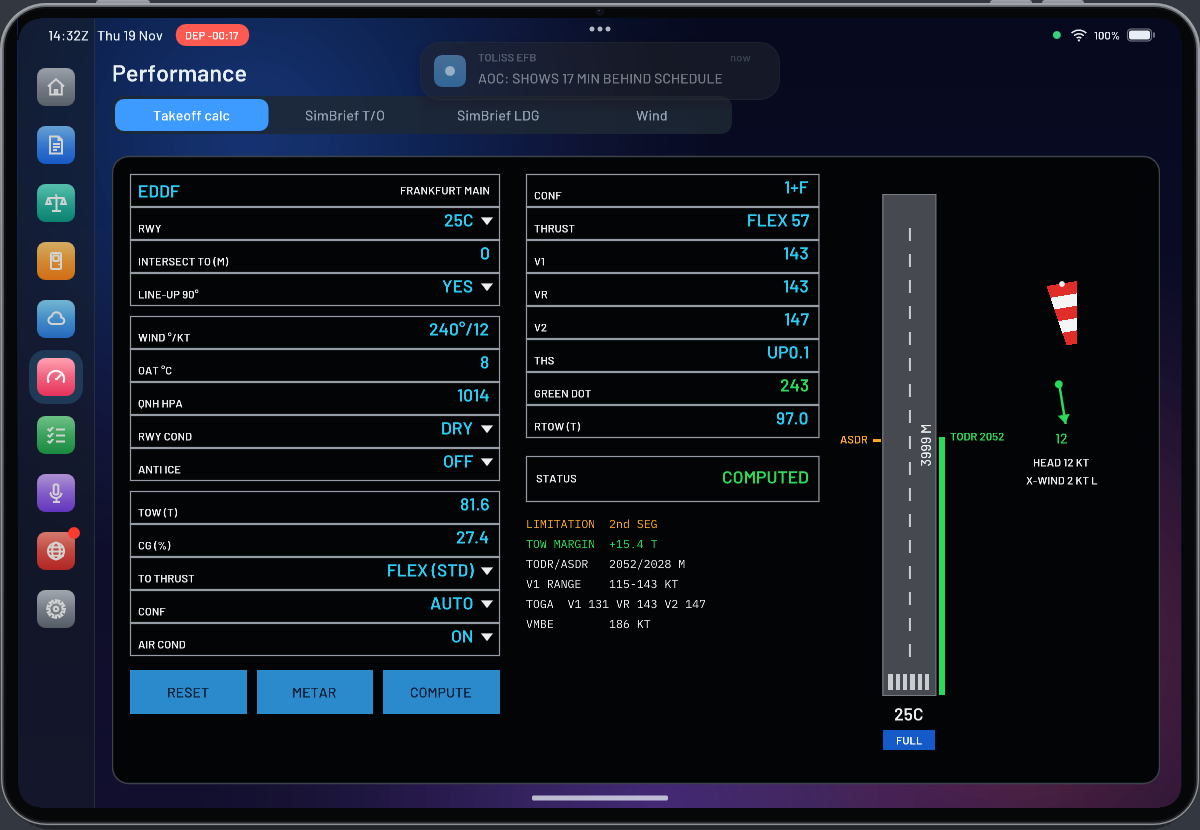 14:32Z Thu 19 Nov DEP -00:17
100%
TOLISS EFB now
AOC: SHOWS 17 MIN BEHIND SCHEDULE
Performance
Takeoff calc SimBrief T/O SimBrief LDG Wind
EDDF FRANKFURT MAIN
RWY 25C
INTERSECT TO (M) 0
LINE-UP 90° YES
WIND °/KT 240°/12
OAT °C 8
QNH HPA 1014
RWY COND DRY
ANTI ICE OFF
TOW (T) 81.6
CG (%) 27.4
TO THRUST FLEX (STD)
CONF AUTO
AIR COND ON
RESET METAR COMPUTE
CONF 1+F
THRUST FLEX 57
V1 143
VR 143
V2 147
THS UP0.1
GREEN DOT 243
RTOW (T) 97.0
STATUS COMPUTED
LIMITATION 2nd SEG
TOW MARGIN +15.4 T
TODR/ASDR 2052/2028 M
V1 RANGE 115-143 KT
TOGA V1 131 VR 143 V2 147
VMBE 186 KT
ASDR
3999 M
TODR 2052
25C
FULL
12
HEAD 12 KT
X-WIND 2 KT L